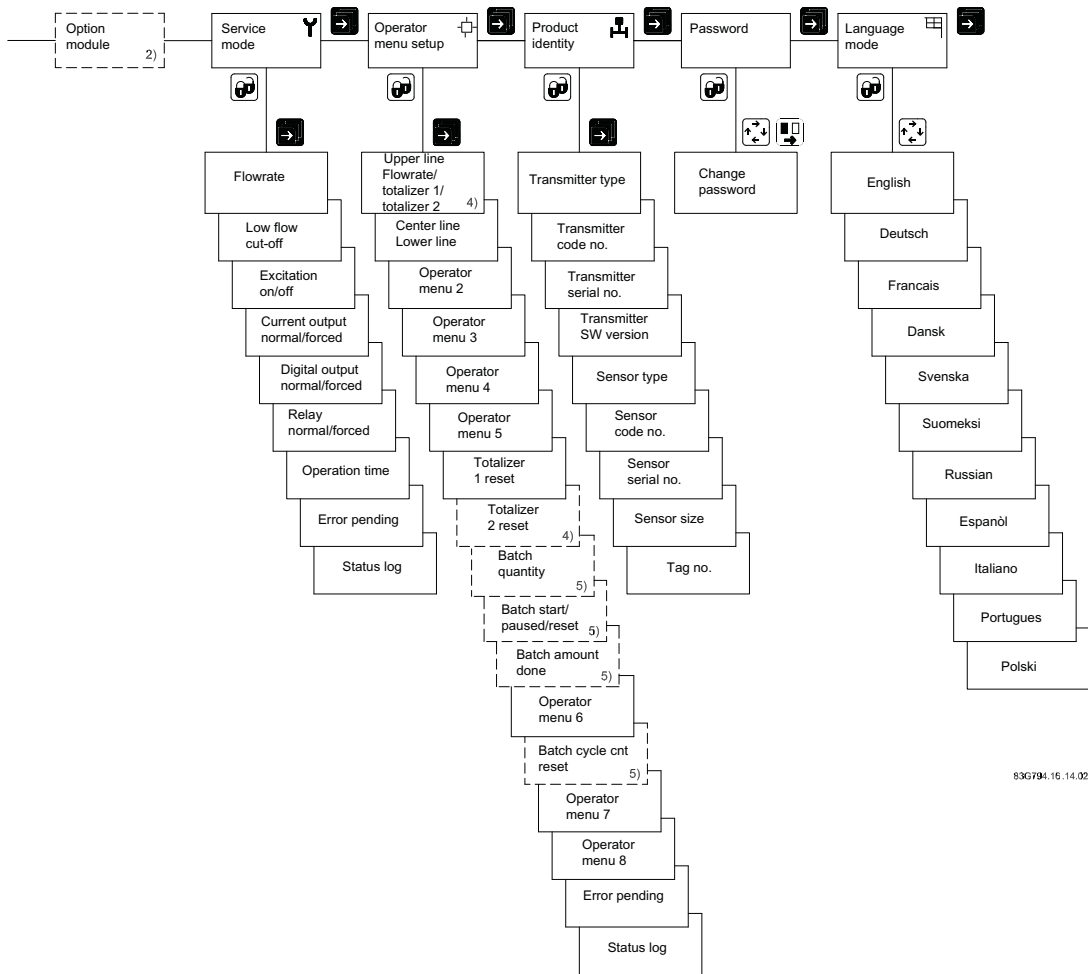 Option
module
2)
Service
mode
Operator
menu setup
Product
identity
Password
Language
mode
Flowrate
Low flow
cut-off
Excitation
on/off
Current output
normal/forced
Digital output
normal/forced
Relay
normal/forced
Operation time
Error pending
Status log
Upper line
Flowrate/
totalizer 1/
totalizer 2
4)
Center line
Lower line
Operator
menu 2
Operator
menu 3
Operator
menu 4
Operator
menu 5
Totalizer
1 reset
Totalizer
2 reset
4)
Batch
quantity
5)
Batch start/
paused/reset
5)
Batch amount
done
5)
Operator
menu 6
Batch cycle cnt
reset
5)
Operator
menu 7
Operator
menu 8
Error pending
Status log
Transmitter type
Transmitter
code no.
Transmitter
serial no.
Transmitter
SW version
Sensor type
Sensor
code no.
Sensor
serial no.
Sensor size
Tag no.
Change
password
English
Deutsch
Francais
Dansk
Svenska
Suomeksi
Russian
Espanòl
Italiano
Portugues
Polski